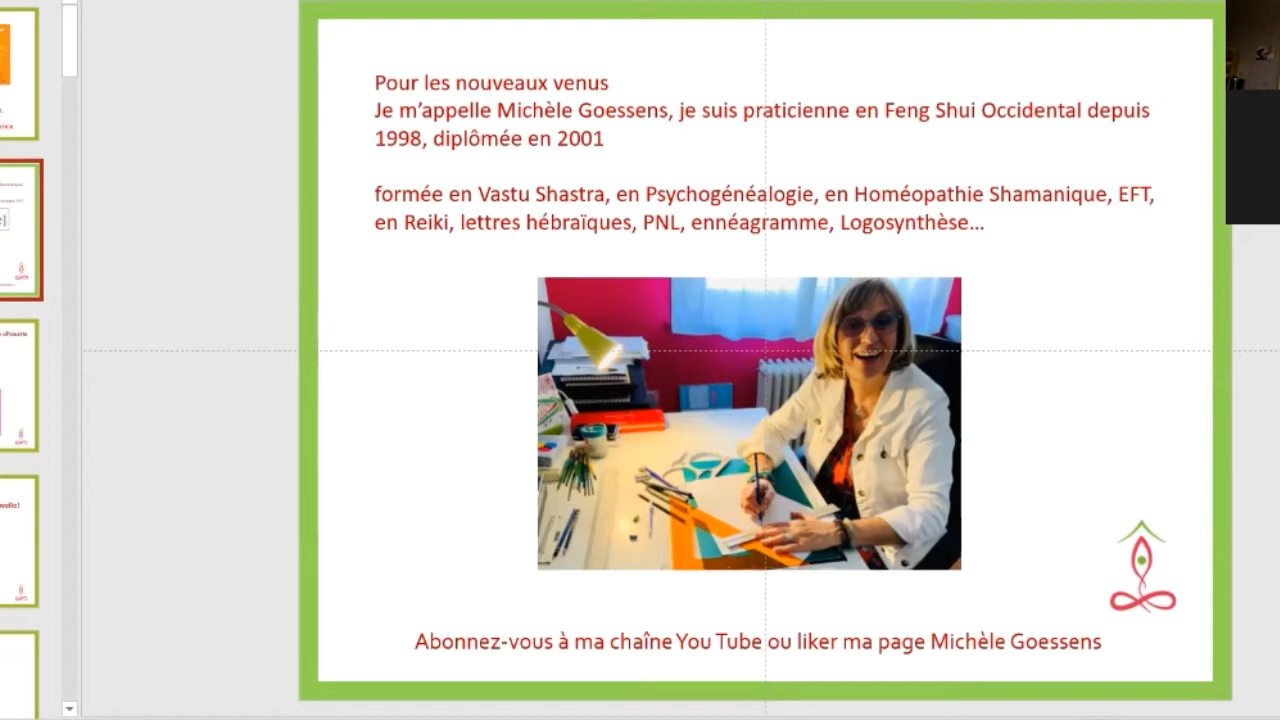 Pour les nouveaux venus
Je m’appelle Michèle Goessens, je suis praticienne en Feng Shui Occidental depuis
1998, diplômée en 2001
formée en Vastu Shastra, en Psychogénéalogie, en Homéopathie Shamanique, EFT,
en Reiki, lettres hébraïques, PNL, ennéagramme, Logosynthèse…
Abonnez-vous à ma chaîne You Tube ou liker ma page Michèle Goessens